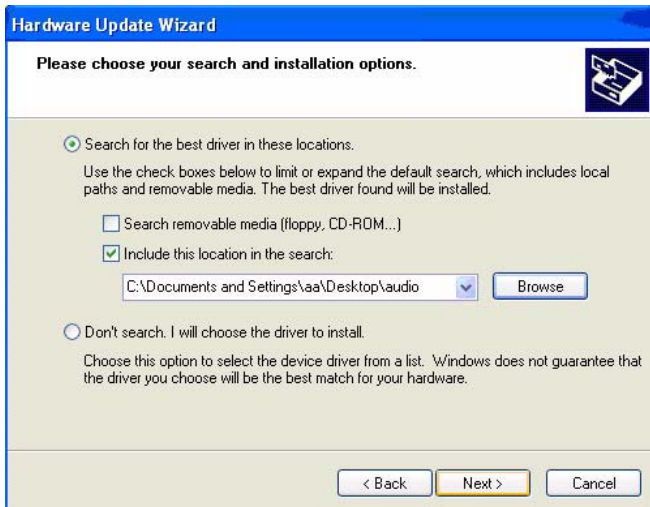 Hardware Update Wizard
Please choose your search and installation options.
Search for the best driver in these locations.
Use the check boxes below to limit or expand the default search, which includes local
paths and removable media. The best driver found will be installed.
Search removable media (floppy, CD-ROM...)
Include this location in the search:
C:\Documents and Settings\aa\Desktop\audio
Browse
Don't search. I will choose the driver to install.
Choose this option to select the device driver from a list. Windows does not guarantee that
the driver you choose will be the best match for your hardware.
< Back Next > Cancel